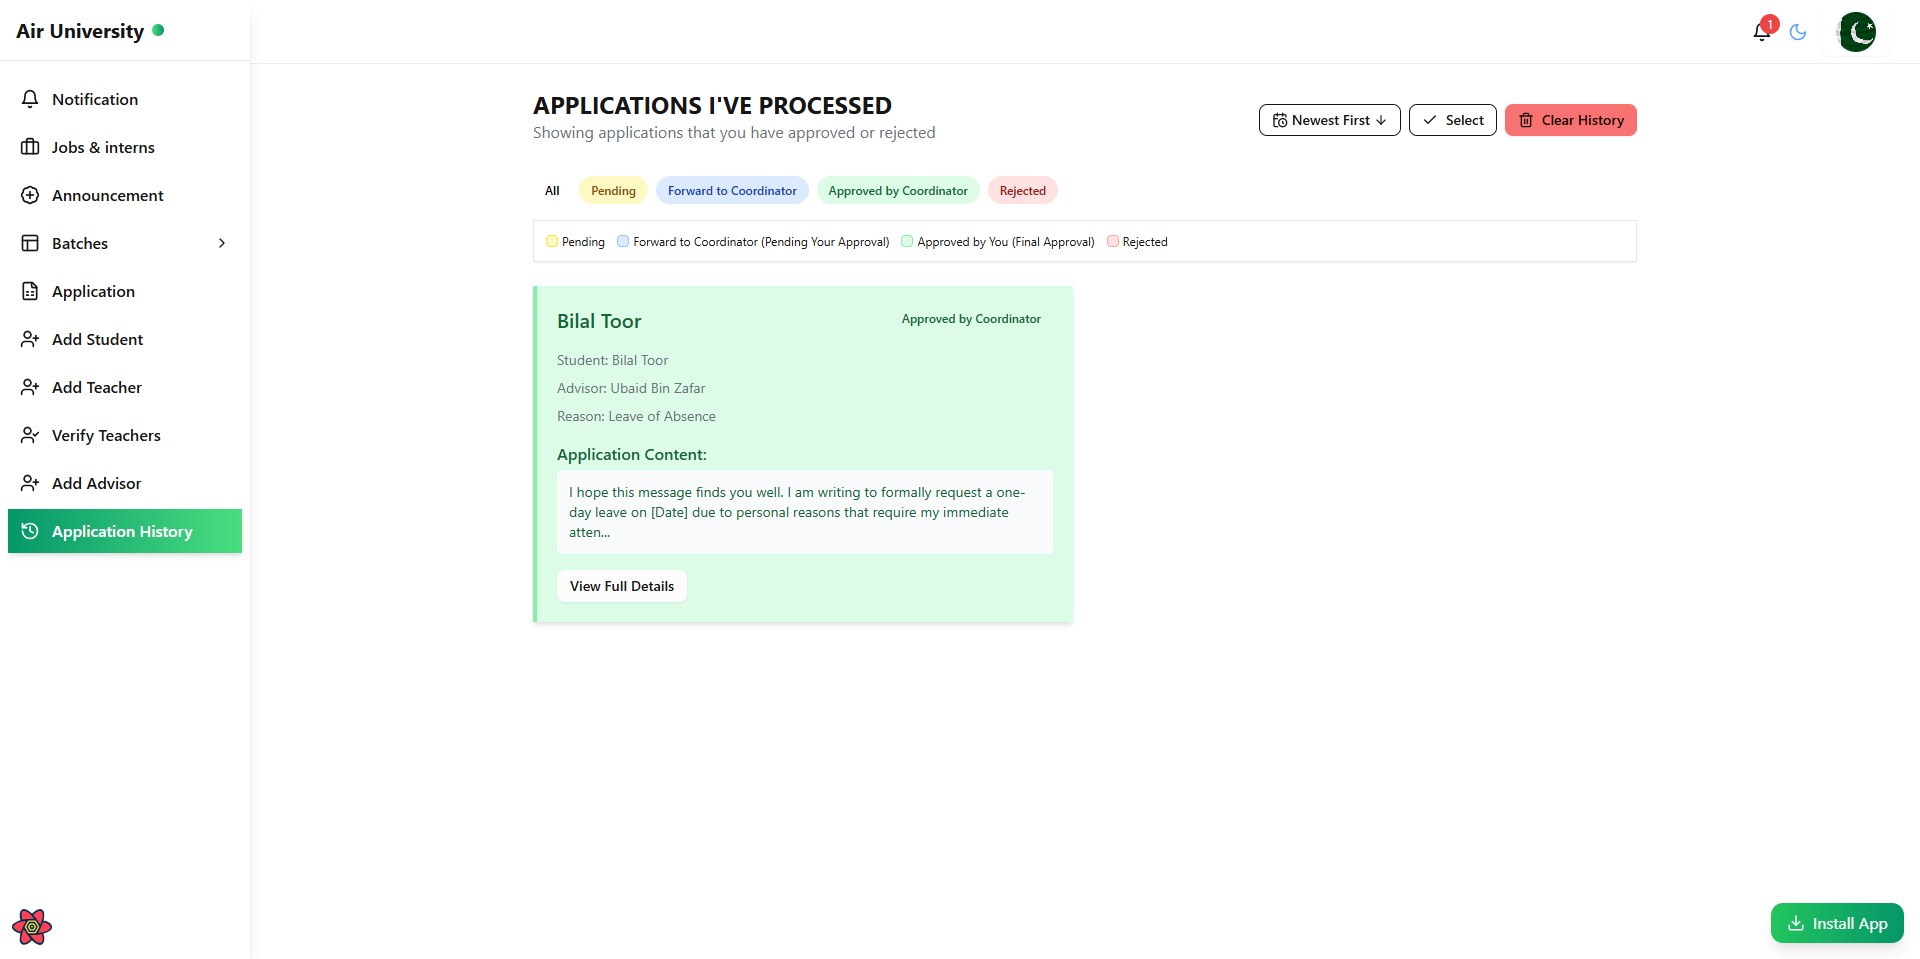 Air University
1
Notification
Jobs & interns
Announcement
Batches
Application
Add Student
Add Teacher
Verify Teachers
Add Advisor
Application History
APPLICATIONS I'VE PROCESSED
Showing applications that you have approved or rejected
Newest First ↓
Select
Clear History
All
Pending
Forward to Coordinator
Approved by Coordinator
Rejected
Pending
Forward to Coordinator (Pending Your Approval)
Approved by You (Final Approval)
Rejected
Bilal Toor
Approved by Coordinator
Student: Bilal Toor
Advisor: Ubaid Bin Zafar
Reason: Leave of Absence
Application Content:
I hope this message finds you well. I am writing to formally request a one-
day leave on [Date] due to personal reasons that require my immediate
atten...
View Full Details
Install App